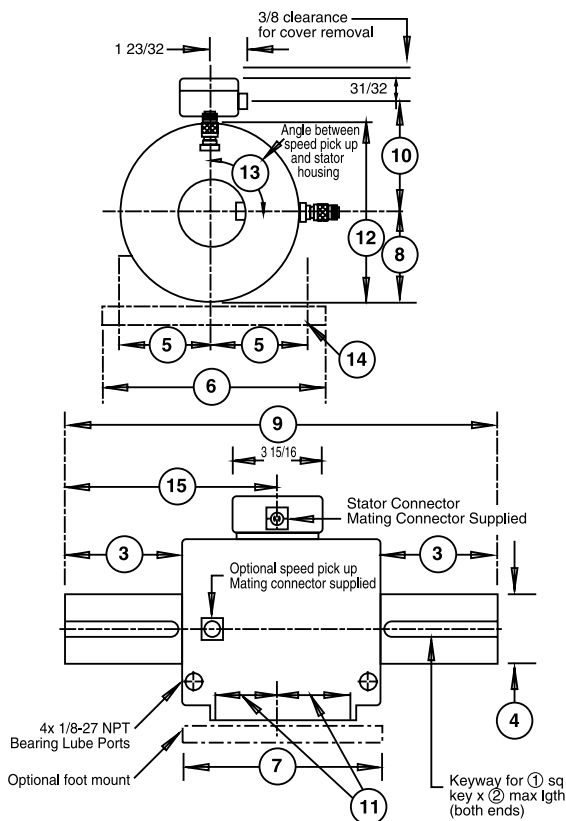 3/8 clearance
for cover removal
1 23/32
31/32
Angle between
speed pick up
and stator
housing
10
13
12
8
5
5
14
6
9
3 15/16
15
Stator Connector
Mating Connector Supplied
3
3
Optional speed pick up
Mating connector supplied
4
4x 1/8-27 NPT
Bearing Lube Ports
Optional foot mount
7
11
Keyway for ① sq
key x ② max lgth
(both ends)